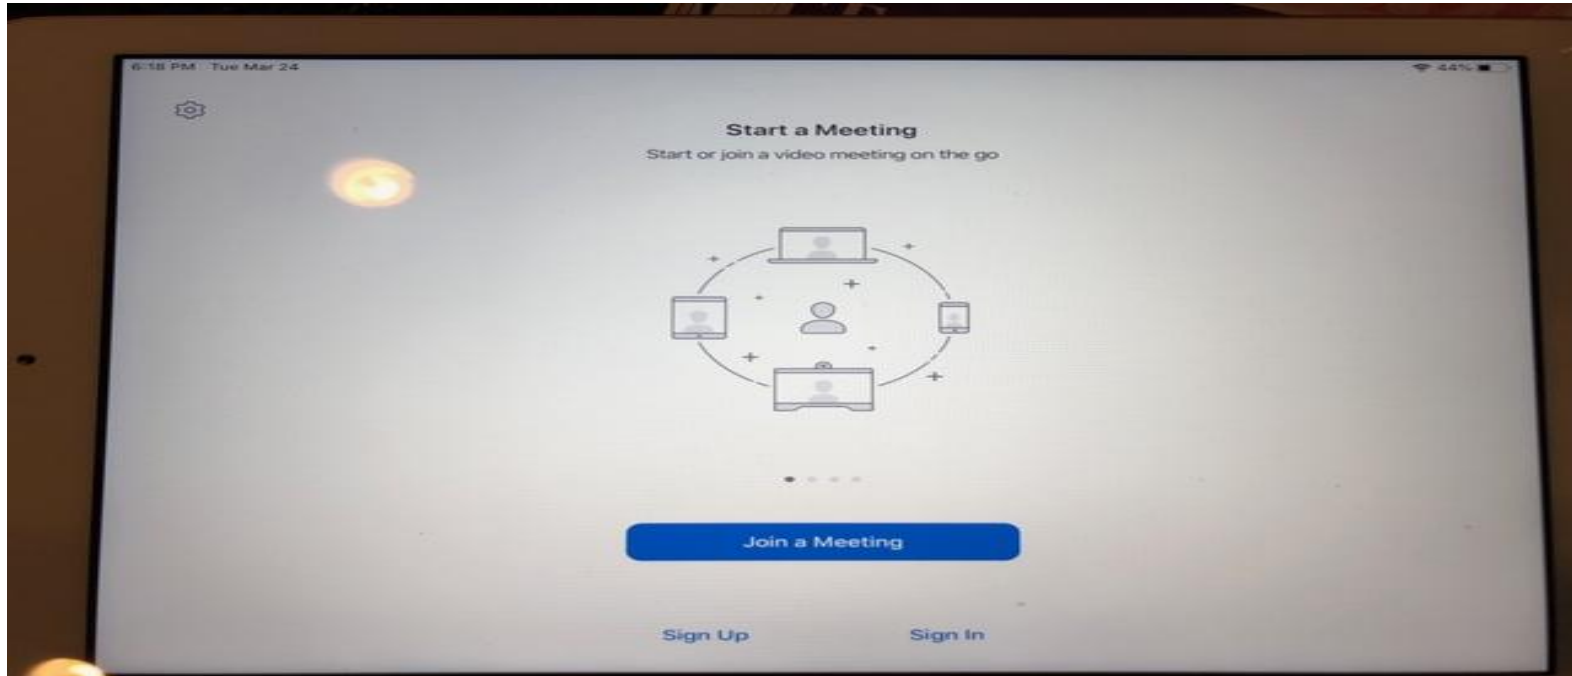 6:18 PM Tue Mar 24
44%
Start a Meeting
Start or join a video meeting on the go
Join a Meeting
Sign Up
Sign In